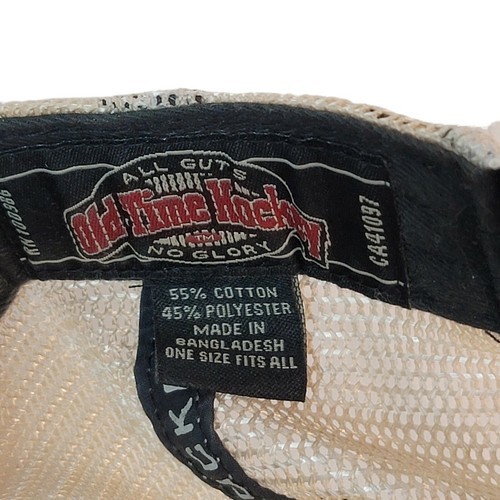 ALL GUTS
Old Time Hockey
NO GLORY
CA41097
55% COTTON
45% POLYESTER
MADE IN
BANGLADESH
ONE SIZE FITS ALL